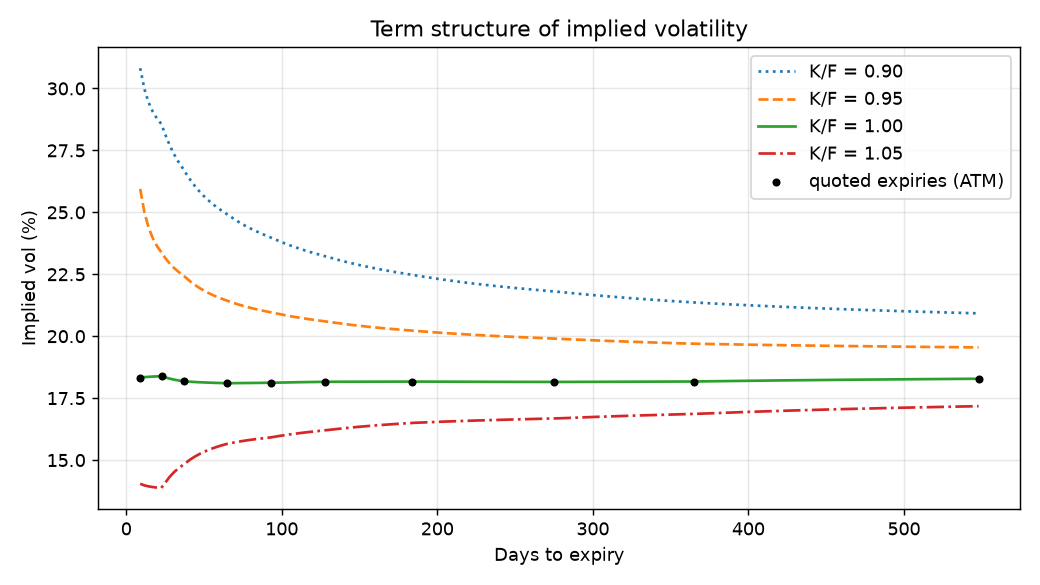 Term structure of implied volatility
Implied vol (%)
30.0
27.5
25.0
22.5
20.0
17.5
15.0
K/F = 0.90
K/F = 0.95
K/F = 1.00
K/F = 1.05
quoted expiries (ATM)
0 100 200 300 400 500
Days to expiry